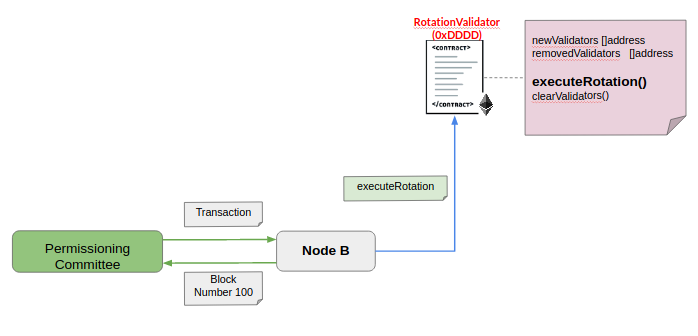 RotationValidator
(0xDDDD)
<contract>
</contract>
newValidators []address
removedValidators []address
executeRotation()
clearValidators()
executeRotation
Transaction
Permissioning
Committee
Node B
Block
Number 100